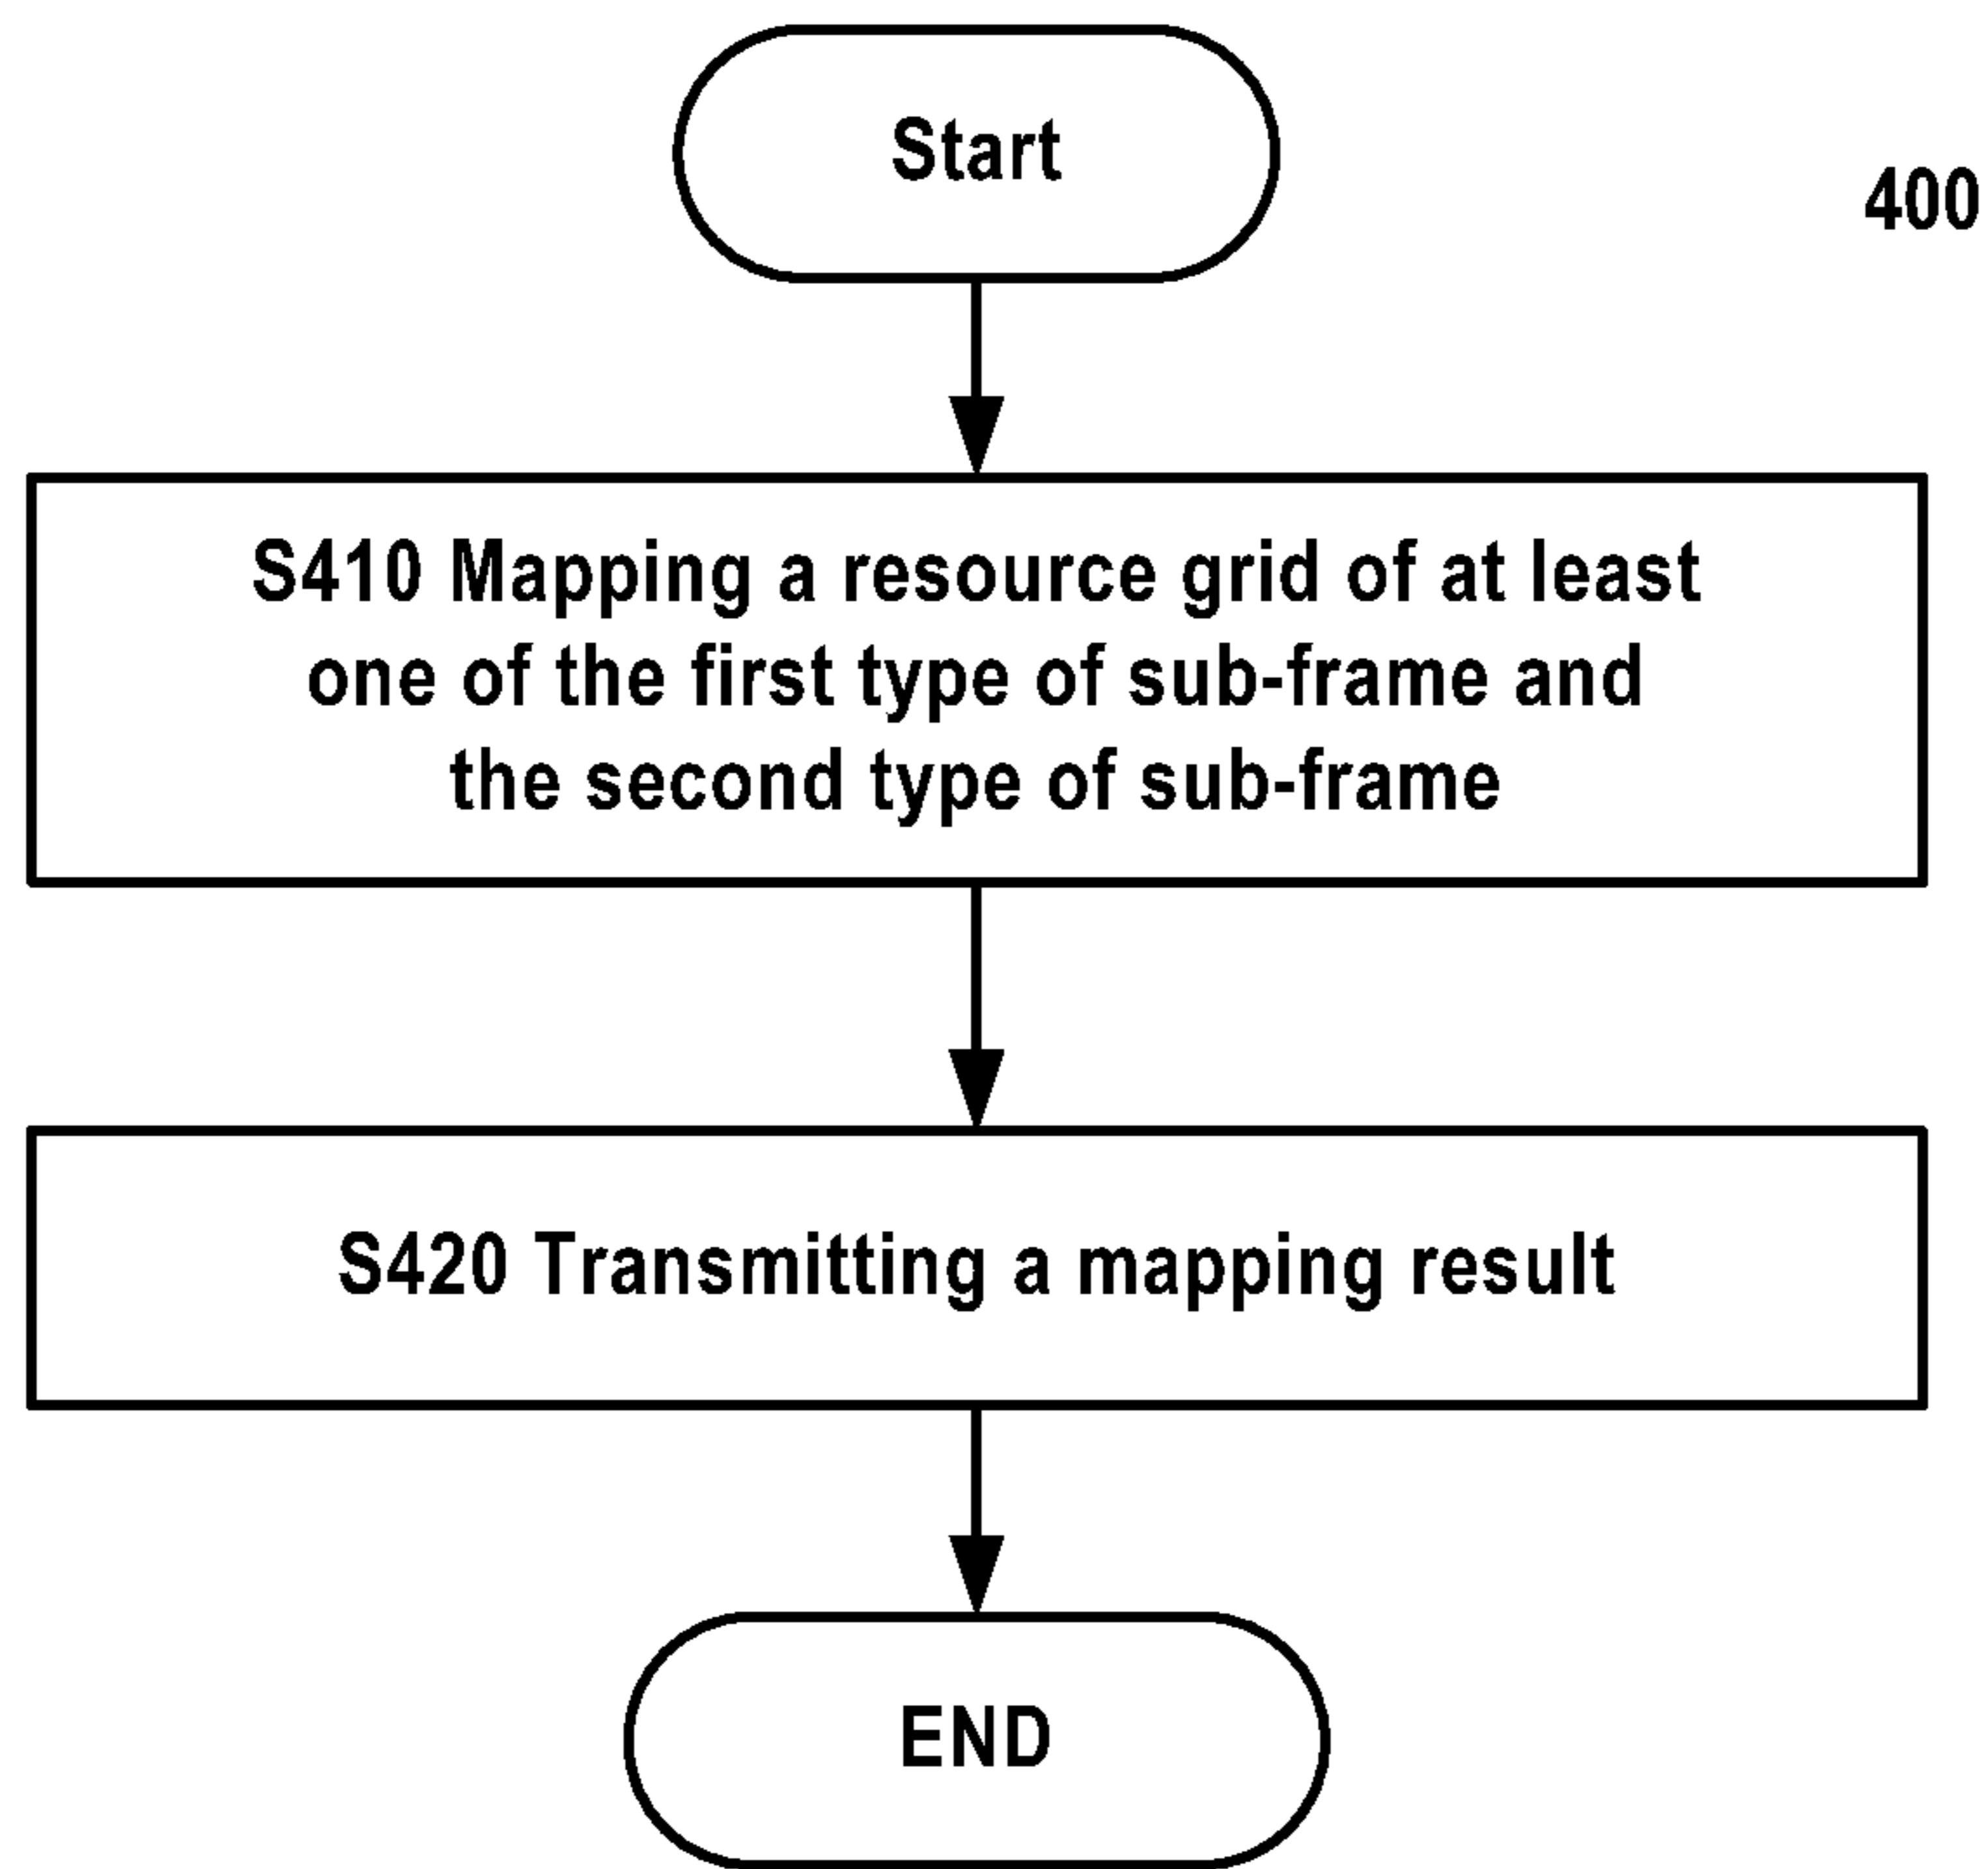 Start
400
S410 Mapping a resource grid of at least
one of the first type of sub-frame and
the second type of sub-frame
S420 Transmitting a mapping result
END